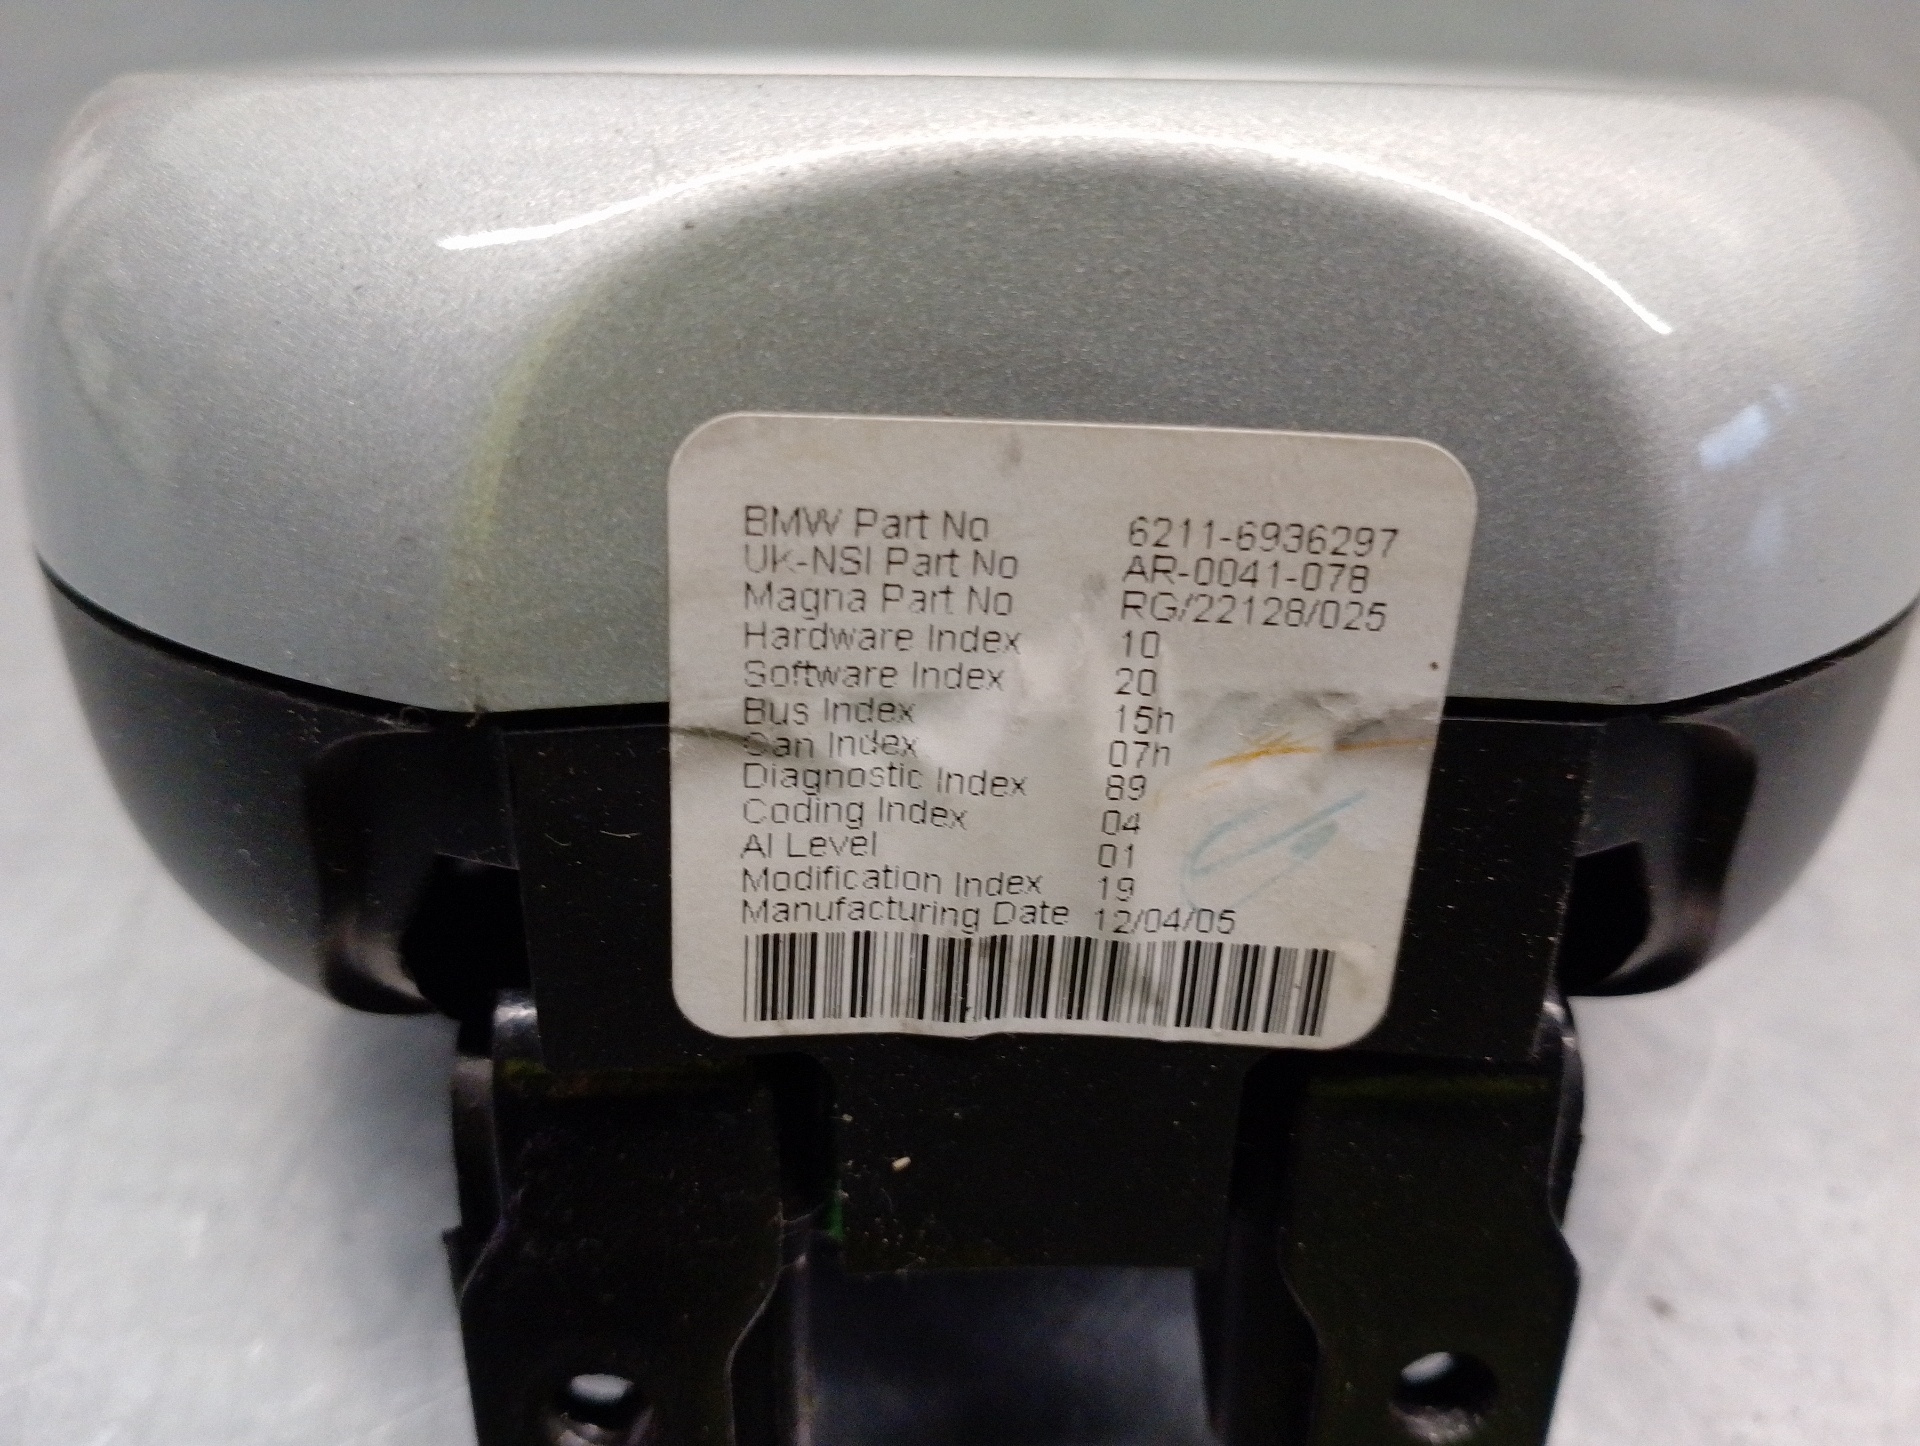 BMW Part No 6211-6936297
UK-NSI Part No AR-0041-078
Magna Part No RG/22128/025
Hardware Index 10
Software Index 20
Bus Index 15h
Can Index 07h
Diagnostic Index 89
Coding Index 04
AI Level 01
Modification Index 19
Manufacturing Date 12/04/05